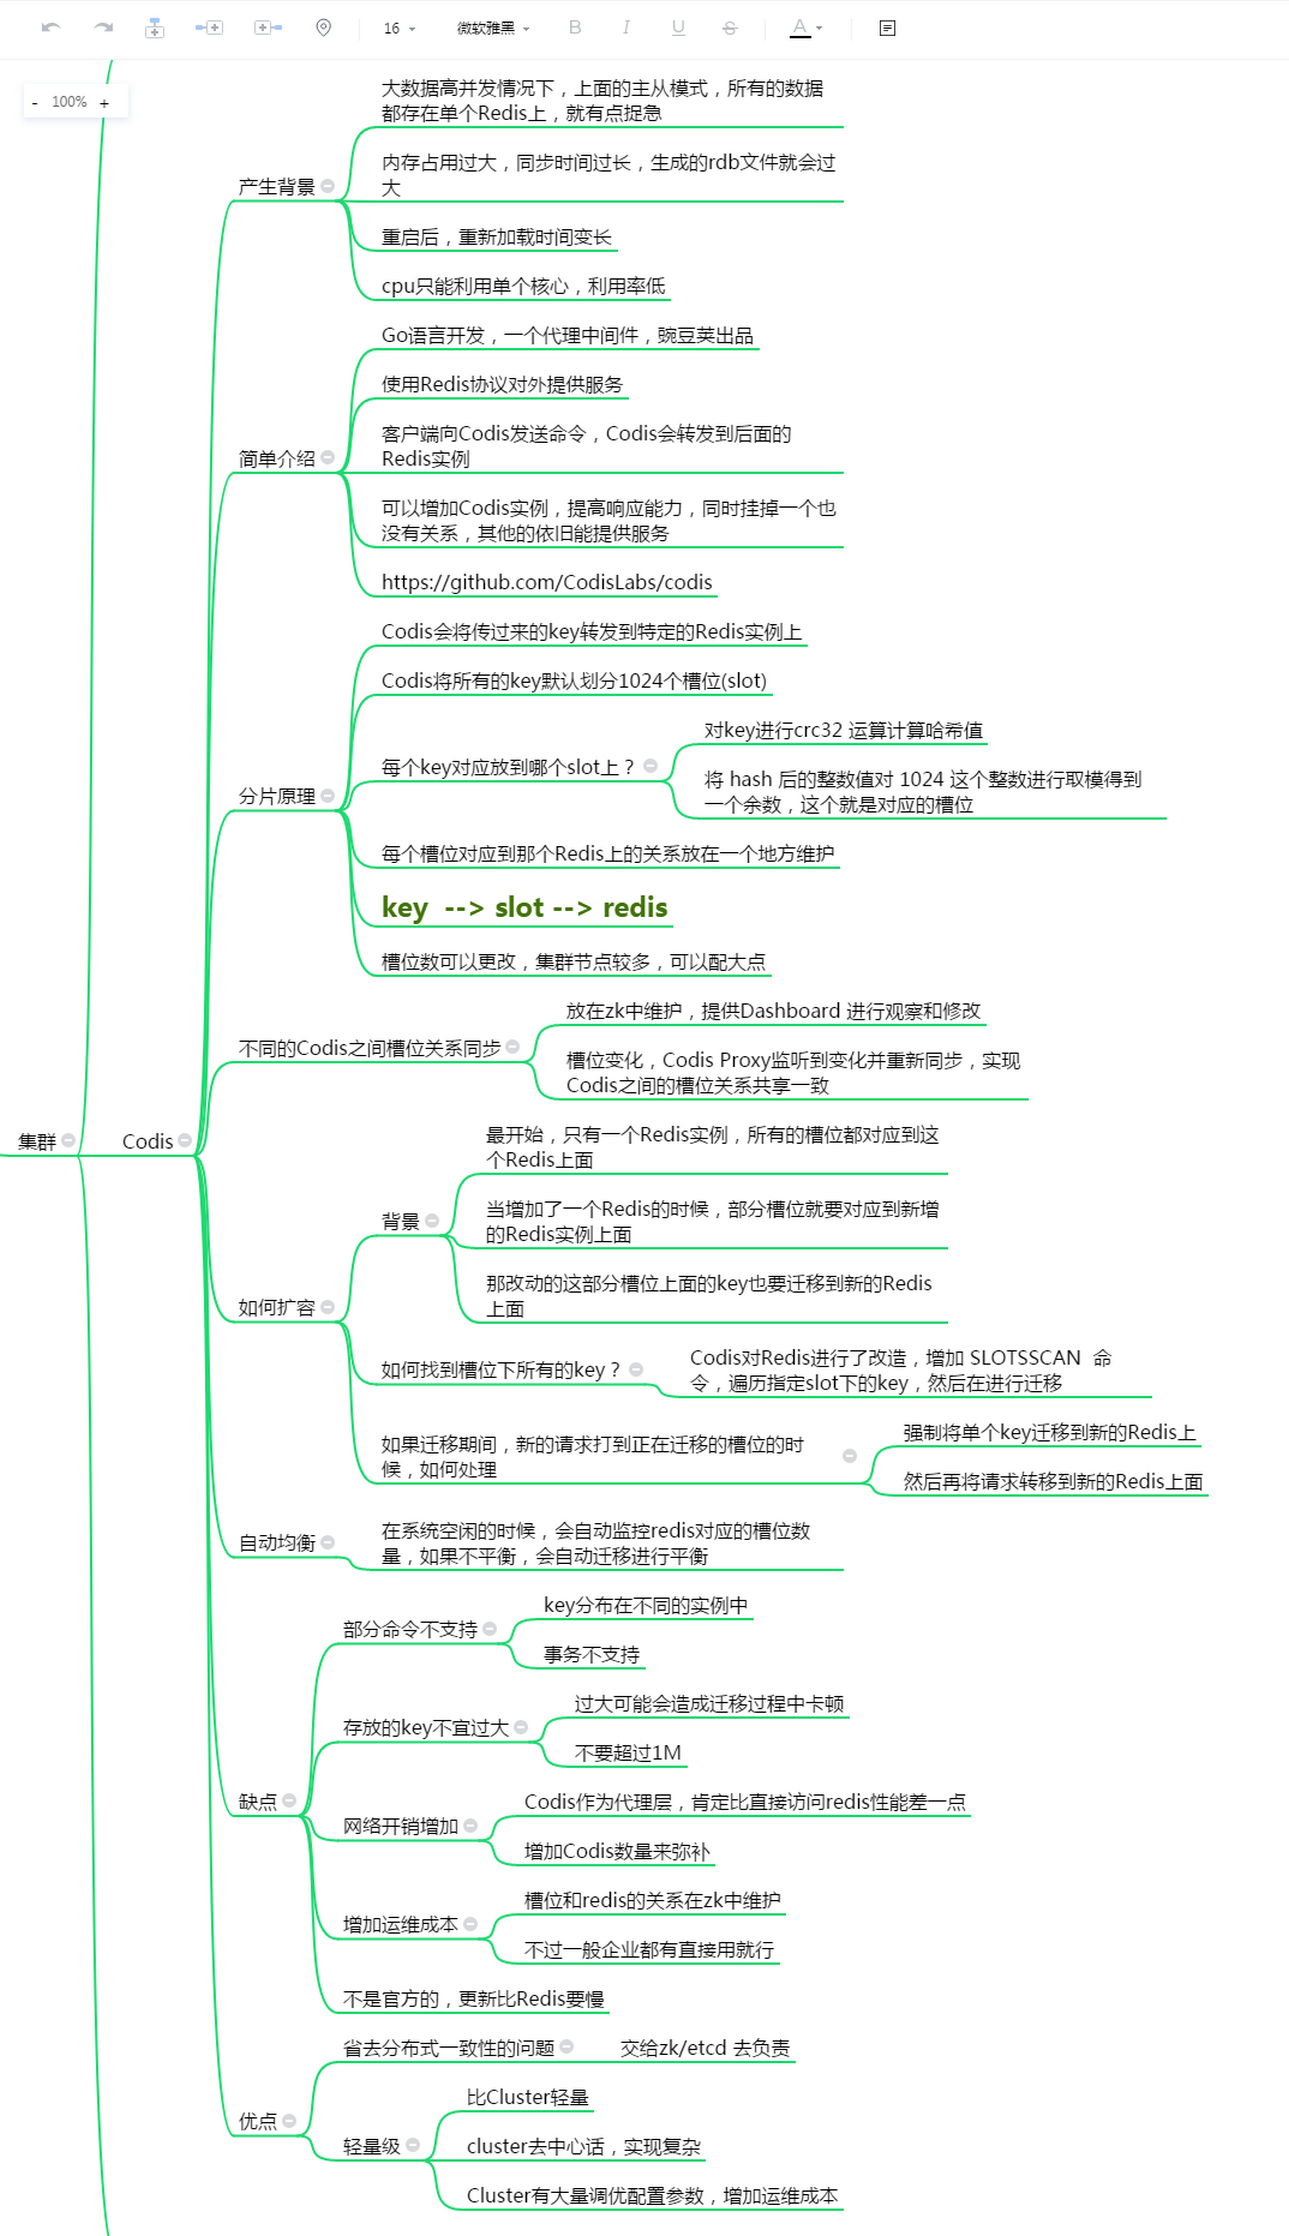 16
微软雅黑
B
I
U
S
A
- 100% +
大数据高并发情况下，上面的主从模式，所有的数据
都存在单个Redis上，就有点捉急
内存占用过大，同步时间过长，生成的rdb文件就会过
大
产生背景
重启后，重新加载时间变长
cpu只能利用单个核心，利用率低
Go语言开发，一个代理中间件，豌豆荚出品
使用Redis协议对外提供服务
客户端向Codis发送命令，Codis会转发到后面的
Redis实例
简单介绍
可以增加Codis实例，提高响应能力，同时挂掉一个也
没有关系，其他的依旧能提供服务
https://github.com/CodisLabs/codis
Codis会将传过来的key转发到特定的Redis实例上
Codis将所有的key默认划分1024个槽位(slot)
对key进行crc32 运算计算哈希值
每个key对应放到哪个slot上？
将 hash 后的整数值对 1024 这个整数进行取模得到
一个余数，这个就是对应的槽位
分片原理
每个槽位对应到那个Redis上的关系放在一个地方维护
key --> slot --> redis
槽位数可以更改，集群节点较多，可以配大点
放在zk中维护，提供Dashboard 进行观察和修改
不同的Codis之间槽位关系同步
槽位变化，Codis Proxy监听到变化并重新同步，实现
Codis之间的槽位关系共享一致
集群
Codis
最开始，只有一个Redis实例，所有的槽位都对应到这
个Redis上面
背景
当增加了一个Redis的时候，部分槽位就要对应到新增
的Redis实例上面
那改动的这部分槽位上面的key也要迁移到新的Redis
上面
如何扩容
如何找到槽位下所有的key？
Codis对Redis进行了改造，增加 SLOTSSCAN 命
令，遍历指定slot下的key，然后在进行迁移
如果迁移期间，新的请求打到正在迁移的槽位的时
候，如何处理
强制将单个key迁移到新的Redis上
然后再将请求转移到新的Redis上面
自动均衡
在系统空闲的时候，会自动监控redis对应的槽位数
量，如果不平衡，会自动迁移进行平衡
key分布在不同的实例中
部分命令不支持
事务不支持
过大可能会造成迁移过程中卡顿
存放的key不宜过大
不要超过1M
缺点
Codis作为代理层，肯定比直接访问redis性能差一点
网络开销增加
增加Codis数量来弥补
槽位和redis的关系在zk中维护
增加运维成本
不过一般企业都有直接用就行
不是官方的，更新比Redis要慢
省去分布式一致性的问题
交给zk/etcd 去负责
优点
比Cluster轻量
轻量级
cluster去中心话，实现复杂
Cluster有大量调优配置参数，增加运维成本